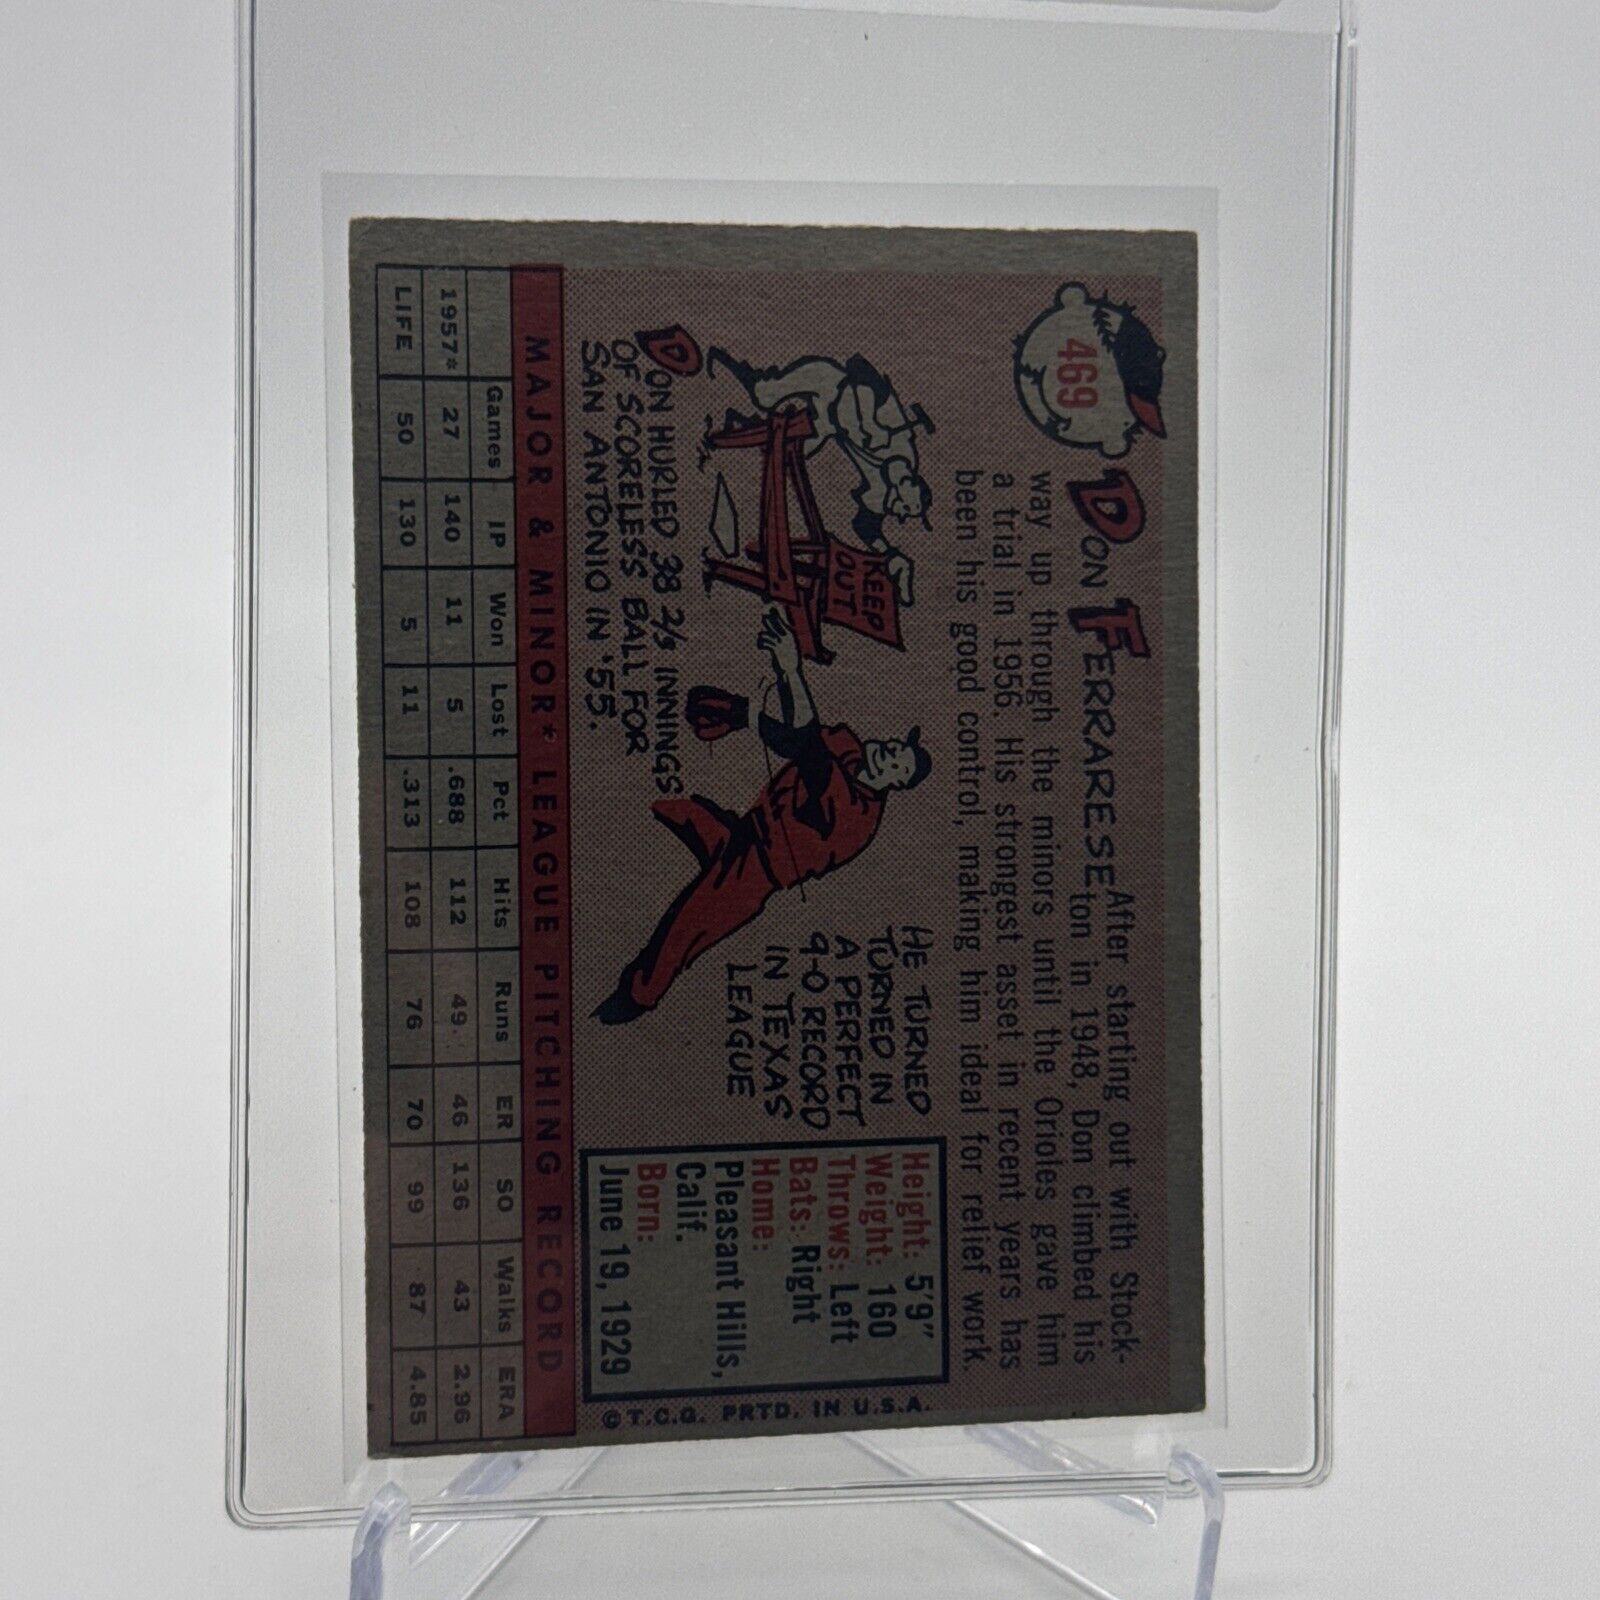 469
DON FERRARESE
After starting out with Stock-
ton in 1948, Don climbed his
way up through the minors until the Orioles gave him
a trial in 1956. His strongest asset in recent years has
been his good control, making him ideal for relief work.
KEEP
OUT
DON HURLED 38 2/3 INNINGS
OF SCORELESS BALL FOR
SAN ANTONIO IN '55.
HE TURNED
TURNED IN
A PERFECT
9-0 RECORD
IN TEXAS
LEAGUE
Height: 5'9"
Weight: 160
Throws: Left
Bats: Right
Home:
Pleasant Hills,
Calif.
Born:
June 19, 1929
©T.C.G. PRTD. IN U.S.A.
MAJOR & MINOR* LEAGUE PITCHING RECORD
Games IP Won Lost Pct Hits Runs ER SO Walks ERA
1957* 27 140 11 5 .688 112 49 46 136 43 2.96
LIFE 50 130 5 11 .313 108 76 70 99 87 4.85